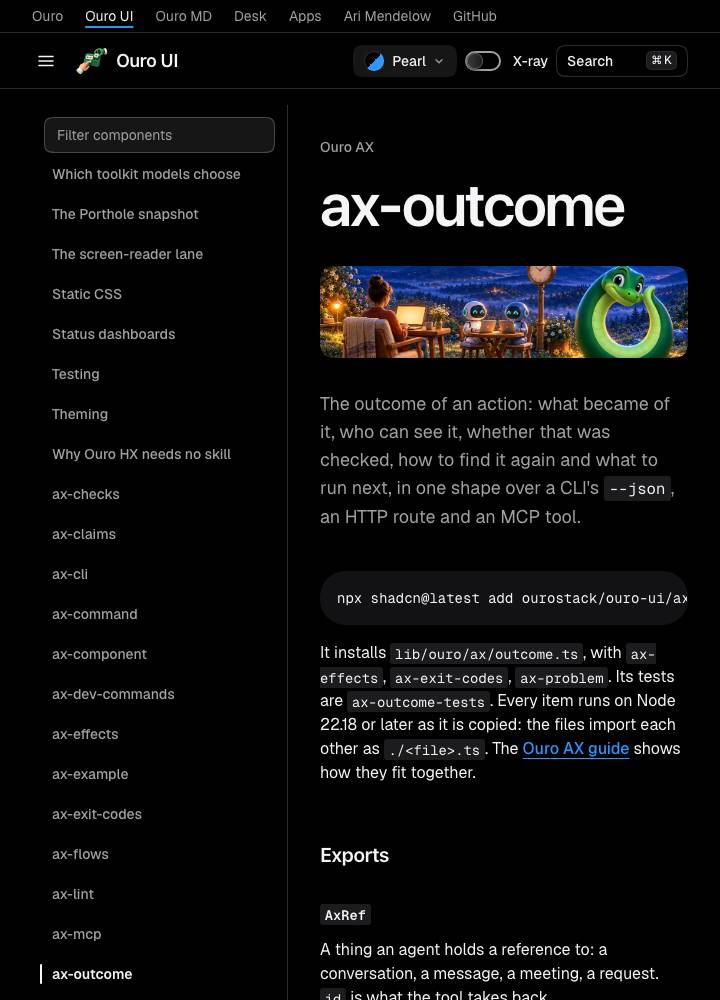 Ouro Ouro UI Ouro MD Desk Apps Ari Mendelow GitHub
Ouro UI Pearl X-ray Search ⌘ K
Filter components
Which toolkit models choose
The Porthole snapshot
The screen-reader lane
Static CSS
Status dashboards
Testing
Theming
Why Ouro HX needs no skill
ax-checks
ax-claims
ax-cli
ax-command
ax-component
ax-dev-commands
ax-effects
ax-example
ax-exit-codes
ax-flows
ax-lint
ax-mcp
ax-outcome
Ouro AX
ax-outcome
The outcome of an action: what became of
it, who can see it, whether that was
checked, how to find it again and what to
run next, in one shape over a CLI's --json,
an HTTP route and an MCP tool.
npx shadcn@latest add ourostack/ouro-ui/ax
It installs lib/ouro/ax/outcome.ts, with ax-
effects, ax-exit-codes, ax-problem. Its tests
are ax-outcome-tests. Every item runs on Node
22.18 or later as it is copied: the files import each
other as ./<file>.ts. The Ouro AX guide shows
how they fit together.
Exports
AxRef
A thing an agent holds a reference to: a
conversation, a message, a meeting, a request.
id is what the tool takes back.